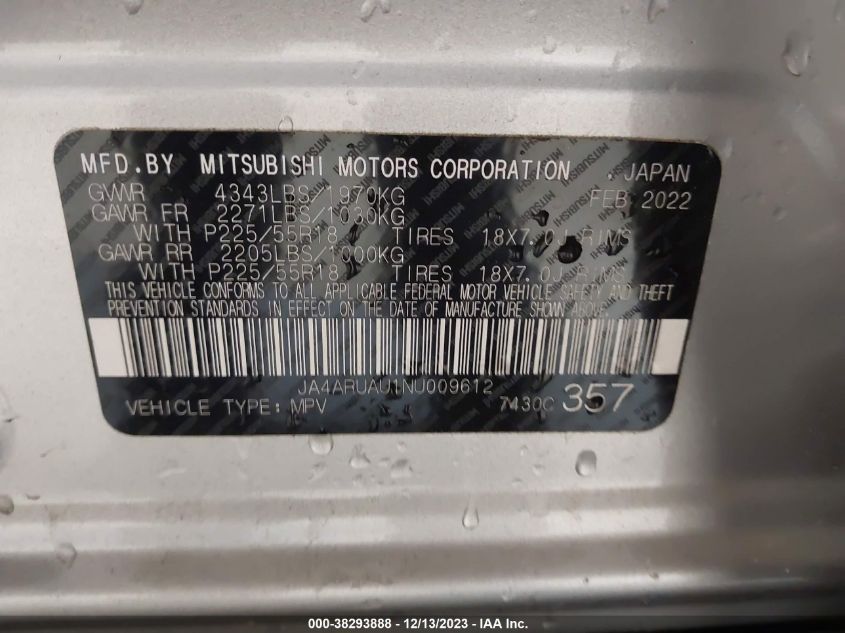 MFD.BY MITSUBISHI MOTORS CORPORATION JAPAN
GVWR 4343LBS/1970KG FEB 2022
GAWR FR 2271LBS/1030KG
WITH P225/55R18 TIRES 18X7.0J RIMS
GAWR RR 2205LBS/1000KG
WITH P225/55R18 TIRES 18X7.0J RIMS
THIS VEHICLE CONFORMS TO ALL APPLICABLE FEDERAL MOTOR VEHICLE SAFETY AND THEFT
PREVENTION STANDARDS IN EFFECT ON THE DATE OF MANUFACTURE SHOWN ABOVE.
JA4ARUAU1NU009612
VEHICLE TYPE: MPV 7430C 357
000-38293888 - 12/13/2023 - IAA Inc.